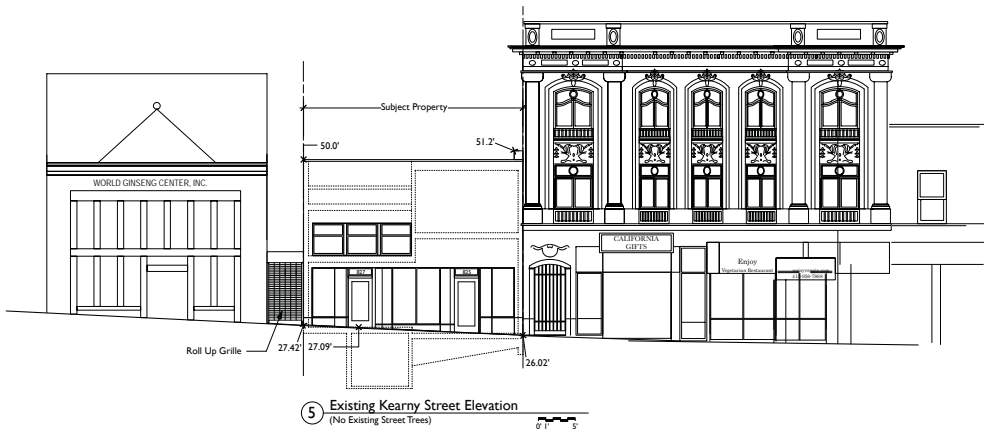 Subject Property
50.0'
51.2'
WORLD GINSENG CENTER, INC.
CALIFORNIA
GIFTS
Enjoy
Vegetarian Restaurant
827
825
Roll Up Grille
27.42'
27.09'
26.02'
5
Existing Kearny Street Elevation
(No Existing Street Trees)
0' 1' 5'